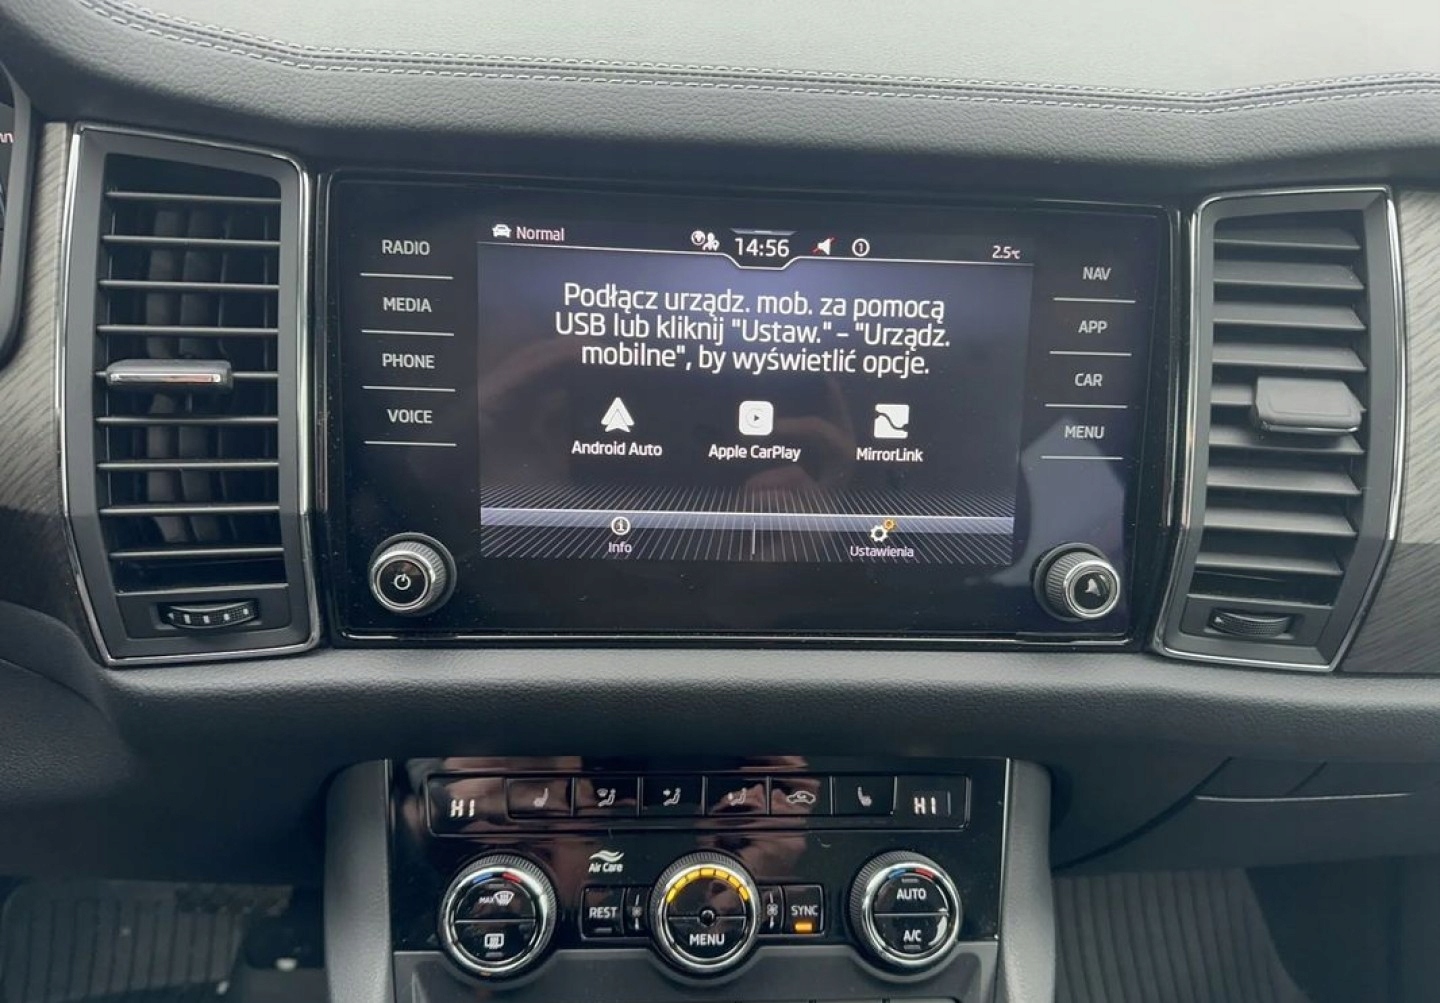 Normal
14:56
1
2.5°C
RADIO
MEDIA
PHONE
VOICE
NAV
APP
CAR
MENU
Podłącz urządz. mob. za pomocą
USB lub kliknij "Ustaw." – "Urządz.
mobilne", by wyświetlić opcje.
Android Auto
Apple CarPlay
MirrorLink
Info
Ustawienia
HI
HI
Air Care
MAX
REST
MENU
SYNC
AUTO
A/C